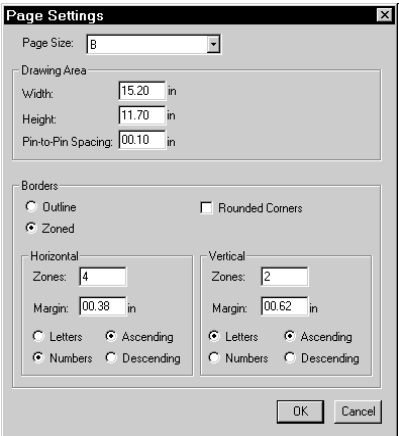 Page Settings
Page Size: B
Drawing Area
Width: 15.20 in
Height: 11.70 in
Pin-to-Pin Spacing: 00.10 in
Borders
Outline Rounded Corners
Zoned
Horizontal Vertical
Zones: 4 Zones: 2
Margin: 00.38 in Margin: 00.62 in
Letters Ascending Letters Ascending
Numbers Descending Numbers Descending
OK Cancel